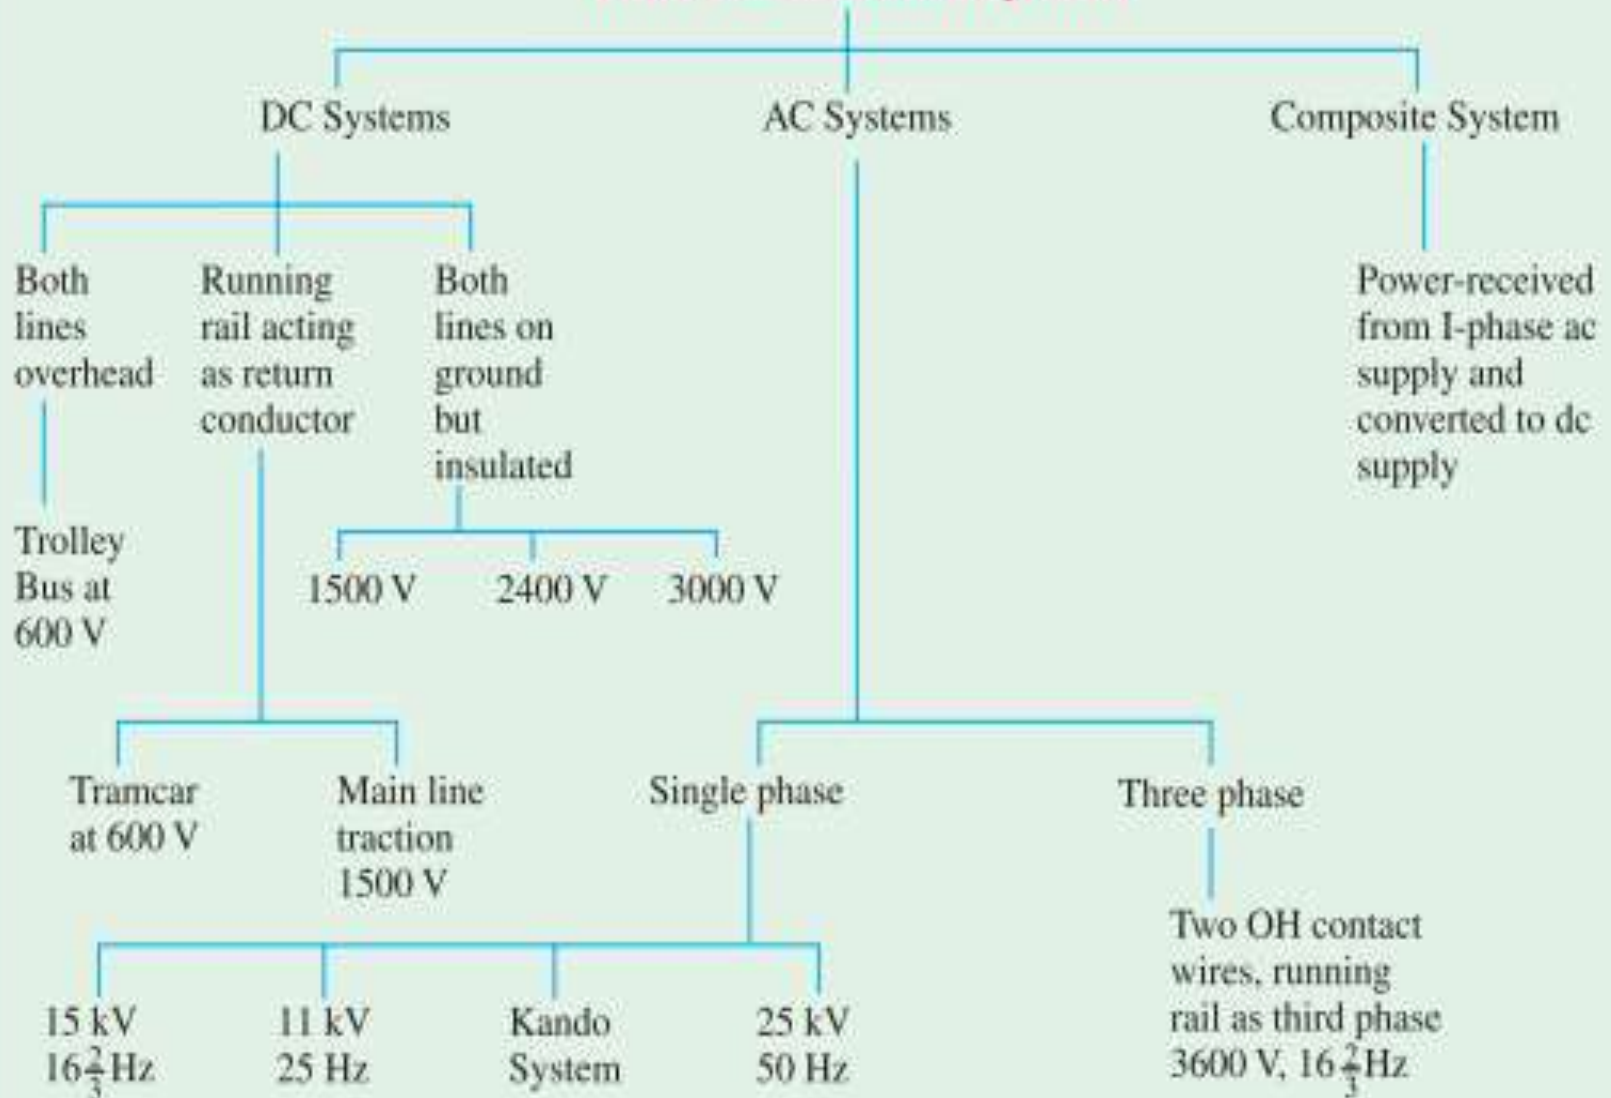 DC Systems
AC Systems
Composite System
Both
lines
overhead
Running
rail acting
as return
conductor
Both
lines on
ground
but
insulated
Power-received
from I-phase ac
supply and
converted to dc
supply
Trolley
Bus at
600 V
1500 V
2400 V
3000 V
Tramcar
at 600 V
Main line
traction
1500 V
Single phase
Three phase
15 kV
16 2/3 Hz
11 kV
25 Hz
Kando
System
25 kV
50 Hz
Two OH contact
wires, running
rail as third phase
3600 V, 16 2/3 Hz